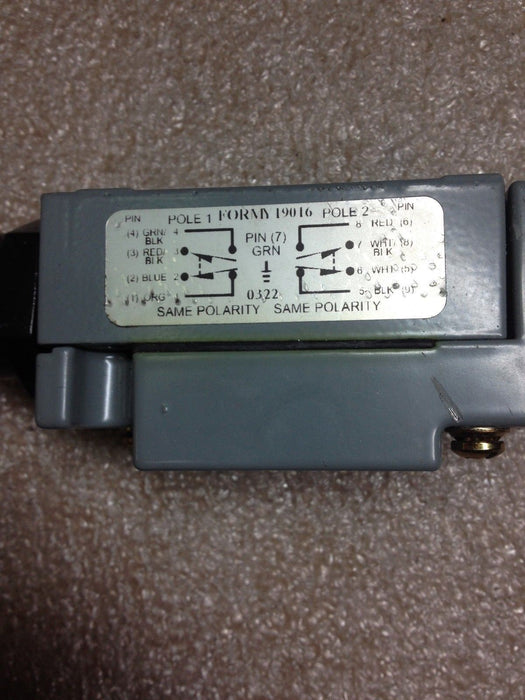 PIN POLE 1 FORMY 19016 POLE 2 PIN
(4) GRN/ BLK 4 PIN (7) GRN 8 RED (6)
(3) RED/ BLK 3 7 WHT/ BLK (8)
(2) BLUE 2 6 WHT (5)
(1) ORG 0322 5 BLK (9)
SAME POLARITY SAME POLARITY